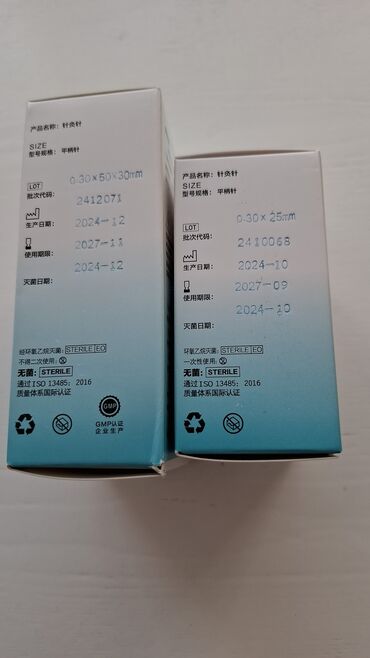 产品名称：针灸针
SIZE
型号规格：平柄针
0.30×50×30mm
LOT
批次代码：
2412071
生产日期：
2024-12
2027-11
使用期限：
2024-12
灭菌日期：
经环氧乙烷灭菌：STERILE EO
不得二次使用：
无菌：STERILE
通过ISO 13485：2016
质量体系国际认证
GMP
GMP认证
企业生产
产品名称：针灸针
SIZE
型号规格：平柄针
0.30×25mm
LOT
批次代码：
2410068
生产日期：
2024-10
2027-09
使用期限：
2024-10
灭菌日期：
环氧乙烷灭菌：STERILE EO
一次性使用：
无菌：STERILE
通过ISO 13485：2016
质量体系国际认证